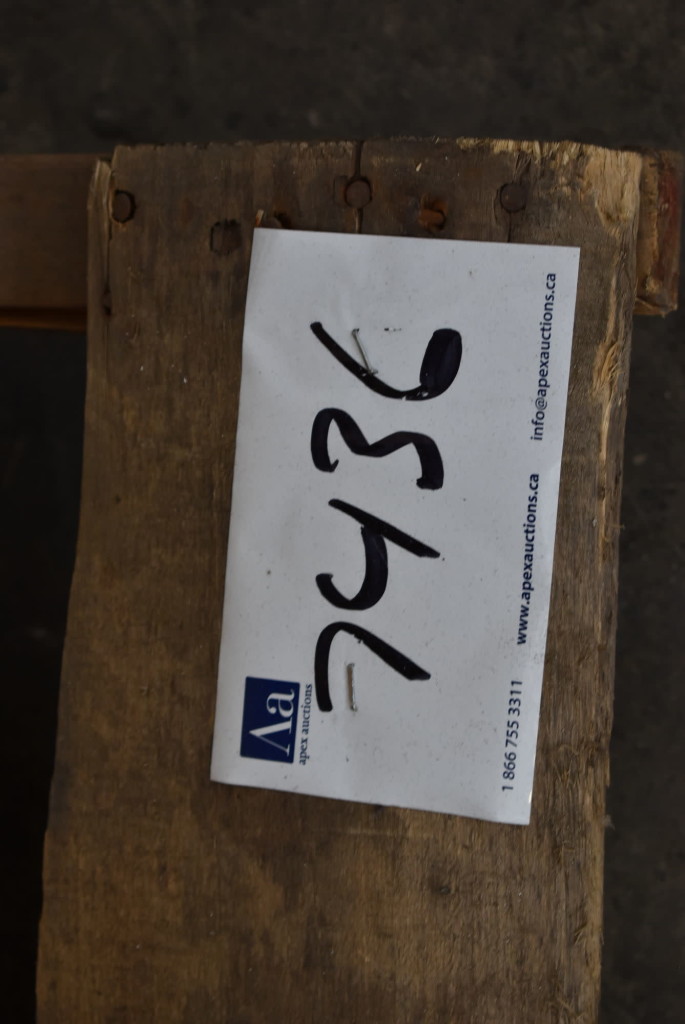 Aa
apex auctions
7436
1 866 755 3311 www.apexauctions.ca info@apexauctions.ca